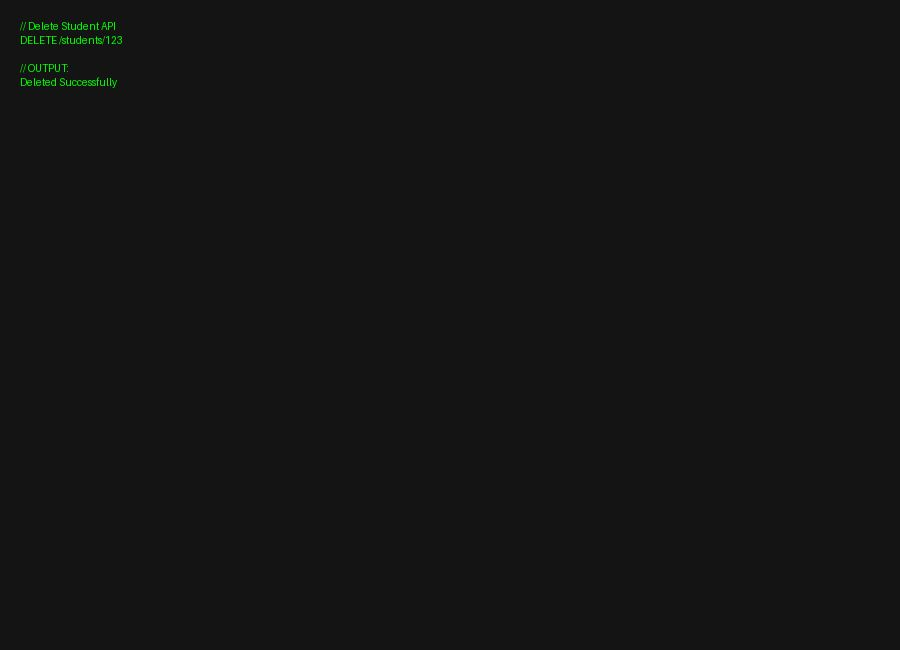 // Delete Student API
DELETE /students/123
// OUTPUT:
Deleted Successfully